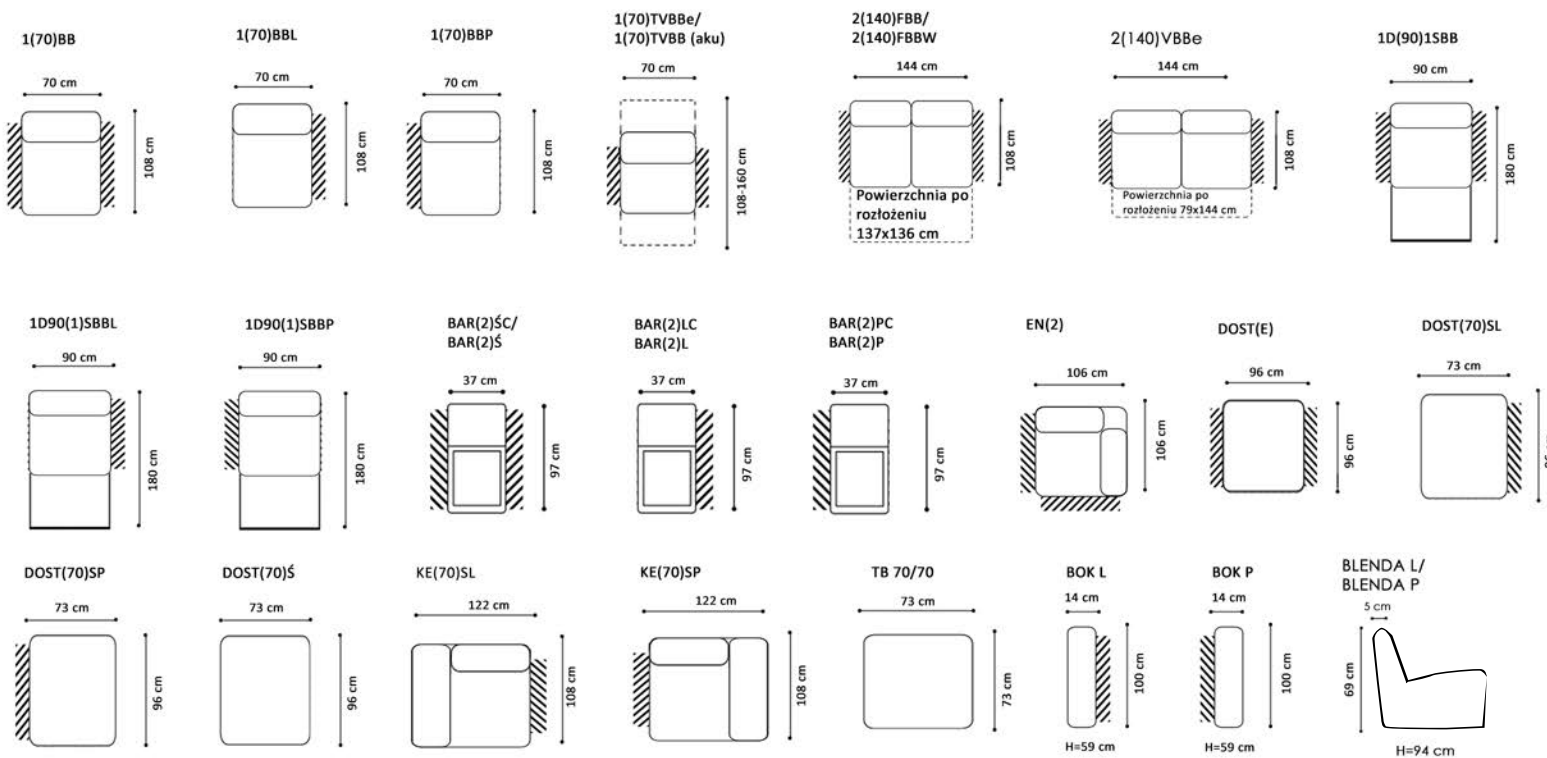 1(70)BB
70 cm
108 cm
1(70)BBL
70 cm
108 cm
1(70)BBP
70 cm
108 cm
1(70)TVBBe/
1(70)TVBB (aku)
70 cm
108-160 cm
2(140)FBB/
2(140)FBBW
144 cm
108 cm
Powierzchnia po
rozłożeniu
137x136 cm
2(140)VBBe
144 cm
108 cm
Powierzchnia po
rozłożeniu 79x144 cm
1D(90)1SBB
90 cm
180 cm
1D90(1)SBBL
90 cm
180 cm
1D90(1)SBBP
90 cm
180 cm
BAR(2)ŚC/
BAR(2)Ś
37 cm
97 cm
BAR(2)LC
BAR(2)L
37 cm
97 cm
BAR(2)PC
BAR(2)P
37 cm
97 cm
EN(2)
106 cm
106 cm
DOST(E)
96 cm
96 cm
DOST(70)SL
73 cm
DOST(70)SP
73 cm
96 cm
DOST(70)Ś
73 cm
96 cm
KE(70)SL
122 cm
108 cm
KE(70)SP
122 cm
108 cm
TB 70/70
73 cm
73 cm
BOK L
14 cm
100 cm
H=59 cm
BOK P
14 cm
100 cm
H=59 cm
BLENDA L/
BLENDA P
5 cm
69 cm
H=94 cm